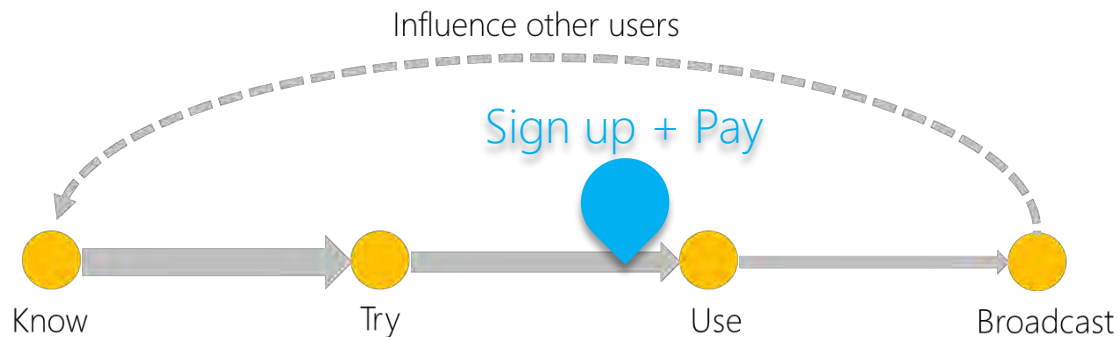 Influence other users
Sign up + Pay
Know
Try
Use
Broadcast